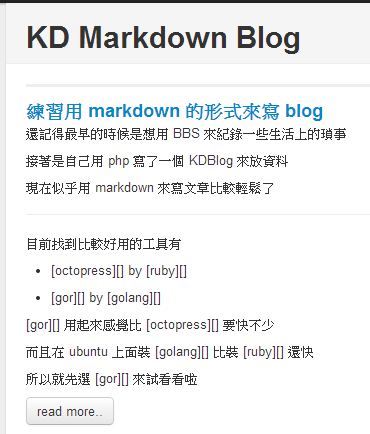 KD Markdown Blog
練習用 markdown 的形式來寫 blog
還記得最早的時候是想用 BBS 來紀錄一些生活上的瑣事
接著是自己用 php 寫了一個 KDBlog 來放資料
現在似乎用 markdown 來寫文章比較輕鬆了
目前找到比較好用的工具有
• [octopress][] by [ruby][]
• [gor][] by [golang][]
[gor][] 用起來感覺比 [octopress][] 要快不少
而且在 ubuntu 上面裝 [golang][] 比裝 [ruby][] 還快
所以就先選 [gor][] 來試看看啦
read more..